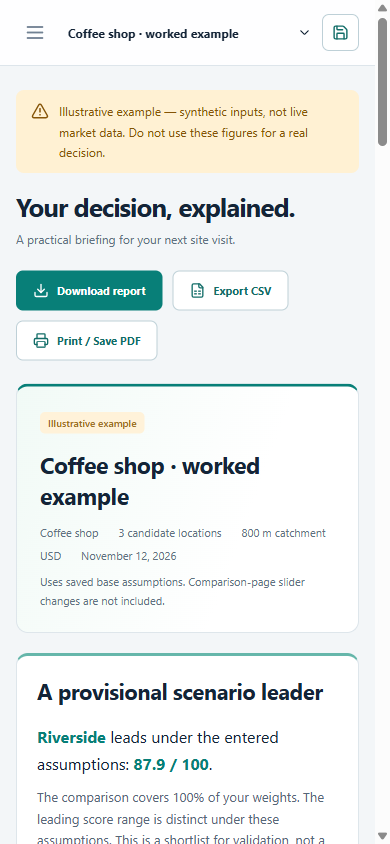 Coffee shop · worked example
Illustrative example — synthetic inputs, not live
market data. Do not use these figures for a real
decision.
Your decision, explained.
A practical briefing for your next site visit.
Download report
Export CSV
Print / Save PDF
Illustrative example
Coffee shop · worked
example
Coffee shop 3 candidate locations 800 m catchment
USD November 12, 2026
Uses saved base assumptions. Comparison-page slider
changes are not included.
A provisional scenario leader
Riverside leads under the entered
assumptions: 87.9 / 100.
The comparison covers 100% of your weights. The
leading score range is distinct under these
assumptions. This is a shortlist for validation, not a